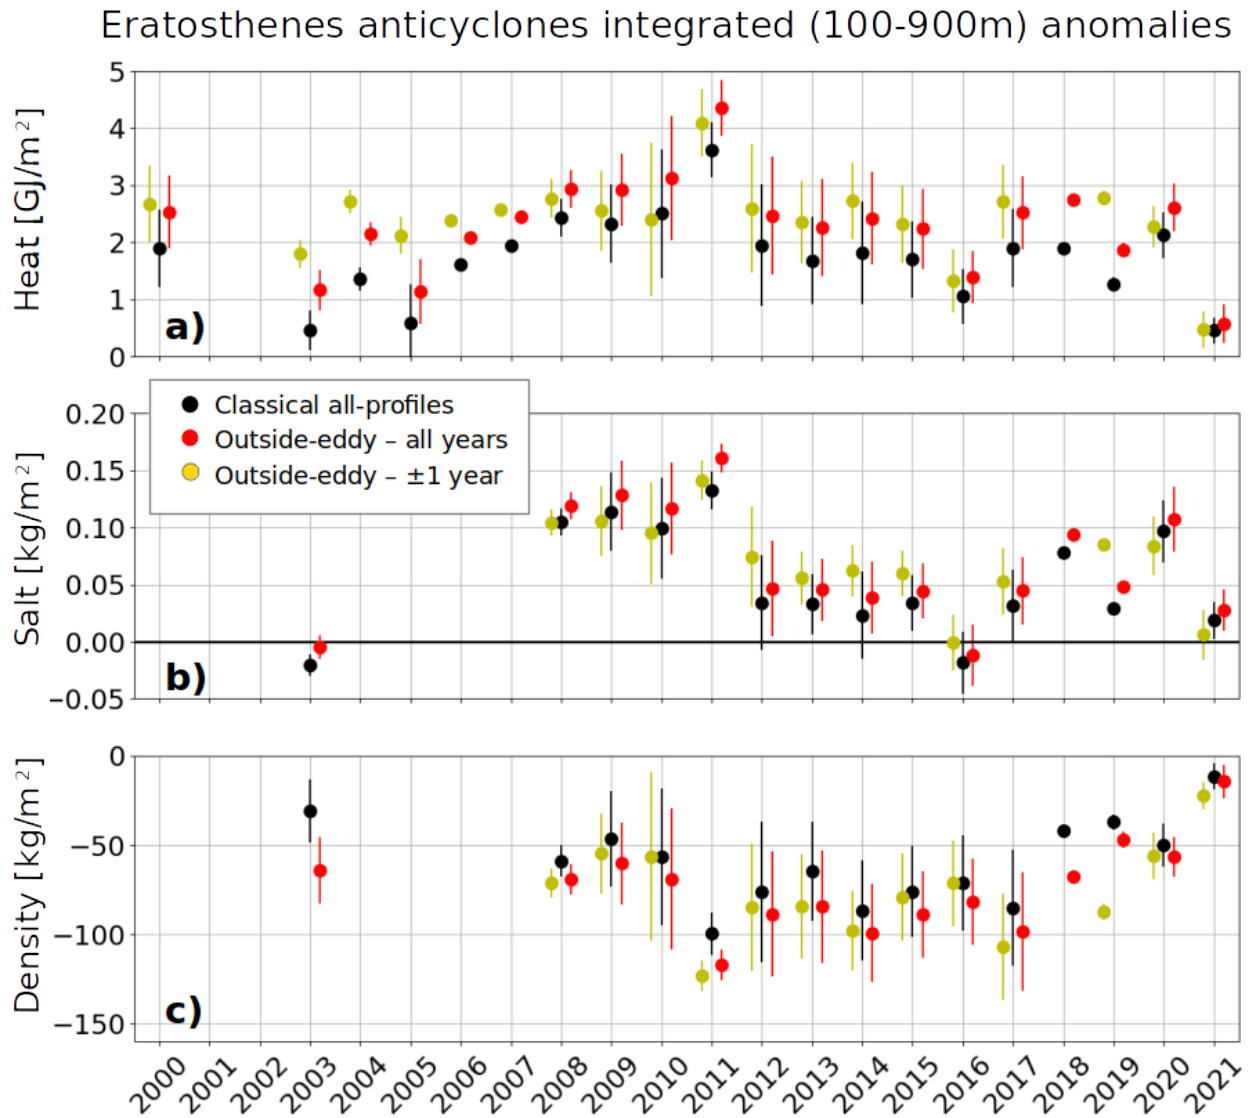 Eratosthenes anticyclones integrated (100-900m) anomalies
Heat [GJ/m²]
5
4
3
2
1
0
a)
Classical all-profiles
Outside-eddy – all years
Outside-eddy – ±1 year
Salt [kg/m²]
0.20
0.15
0.10
0.05
0.00
−0.05
b)
Density [kg/m²]
0
−50
−100
−150
c)
2000 2001 2002 2003 2004 2005 2006 2007 2008 2009 2010 2011 2012 2013 2014 2015 2016 2017 2018 2019 2020 2021